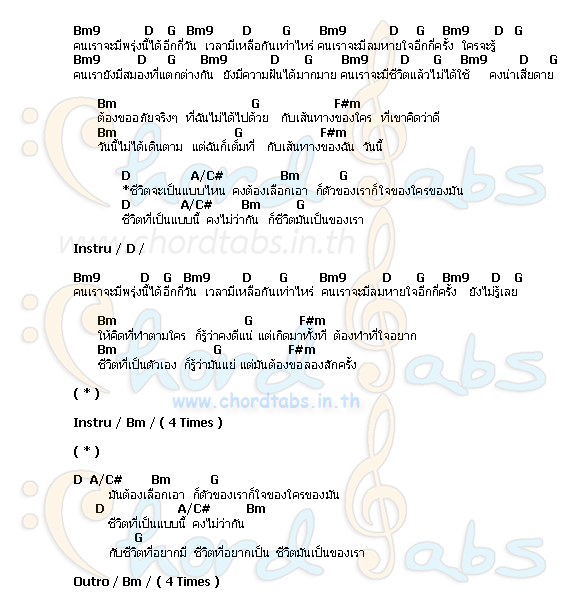 Bm9 D G Bm9 D G Bm9 D G Bm9 D G
คนเราจะมีพรุ่งนี้ได้อีกกี่วัน เวลามีเหลือกันเท่าไหร่ คนเราจะมีลมหายใจอีกกี่ครั้ง ใครจะรู้
Bm9 D G Bm9 D G Bm9 D G Bm9 D G
คนเรายังมีสมองที่แตกต่างกัน ยังมีความฝันได้มากมาย คนเราจะมีชีวิตแล้วไม่ได้ใช้ คงน่าเสียดาย
Bm G F#m
ต้องขออภัยจริงๆ ที่ฉันไม่ได้ไปด้วย กับเส้นทางของใคร ที่เขาคิดว่าดี
Bm G F#m
วันนี้ไม่ได้เดินตาม แต่ฉันก็เต็มที่ กับเส้นทางของฉัน วันนี้
D A/C# Bm G
*ชีวิตจะเป็นแบบไหน คงต้องเลือกเอา ก็ตัวของเราก็ใจของใครของมัน
D A/C# Bm G
ชีวิตที่เป็นแบบนี้ คงไม่ว่ากัน ก็ชีวิตมันเป็นของเรา
www.chordtabs.in.th
Instru / D /
Bm9 D G Bm9 D G Bm9 D G Bm9 D G
คนเราจะมีพรุ่งนี้ได้อีกกี่วัน เวลามีเหลือกันเท่าไหร่ คนเราจะมีลมหายใจอีกกี่ครั้ง ยังไม่รู้เลย
Bm G F#m
ให้คิดที่ทำตามใคร ก็รู้ว่าคงดีแน่ แต่เกิดมาทั้งที ต้องทำที่ใจอยาก
Bm G F#m
ชีวิตที่เป็นตัวเอง ก็รู้ว่ามันแย่ แต่มันต้องขอลองสักครั้ง
( * )
www.chordtabs.in.th
Instru / Bm / ( 4 Times )
( * )
D A/C# Bm G
มันต้องเลือกเอา ก็ตัวของเราก็ใจของใครของมัน
D A/C# Bm
ชีวิตที่เป็นแบบนี้ คงไม่ว่ากัน
G
กับชีวิตที่อยากมี ชีวิตที่อยากเป็น ชีวิตมันเป็นของเรา
Outro / Bm / ( 4 Times )